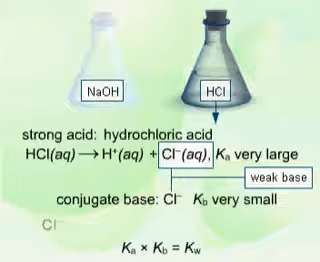 NaOH
HCl
strong acid: hydrochloric acid
HCl(aq) → H⁺(aq) + Cl⁻(aq), Kₐ very large
weak base
conjugate base: Cl⁻ K_b very small
Cl⁻
Kₐ × K_b = K_w